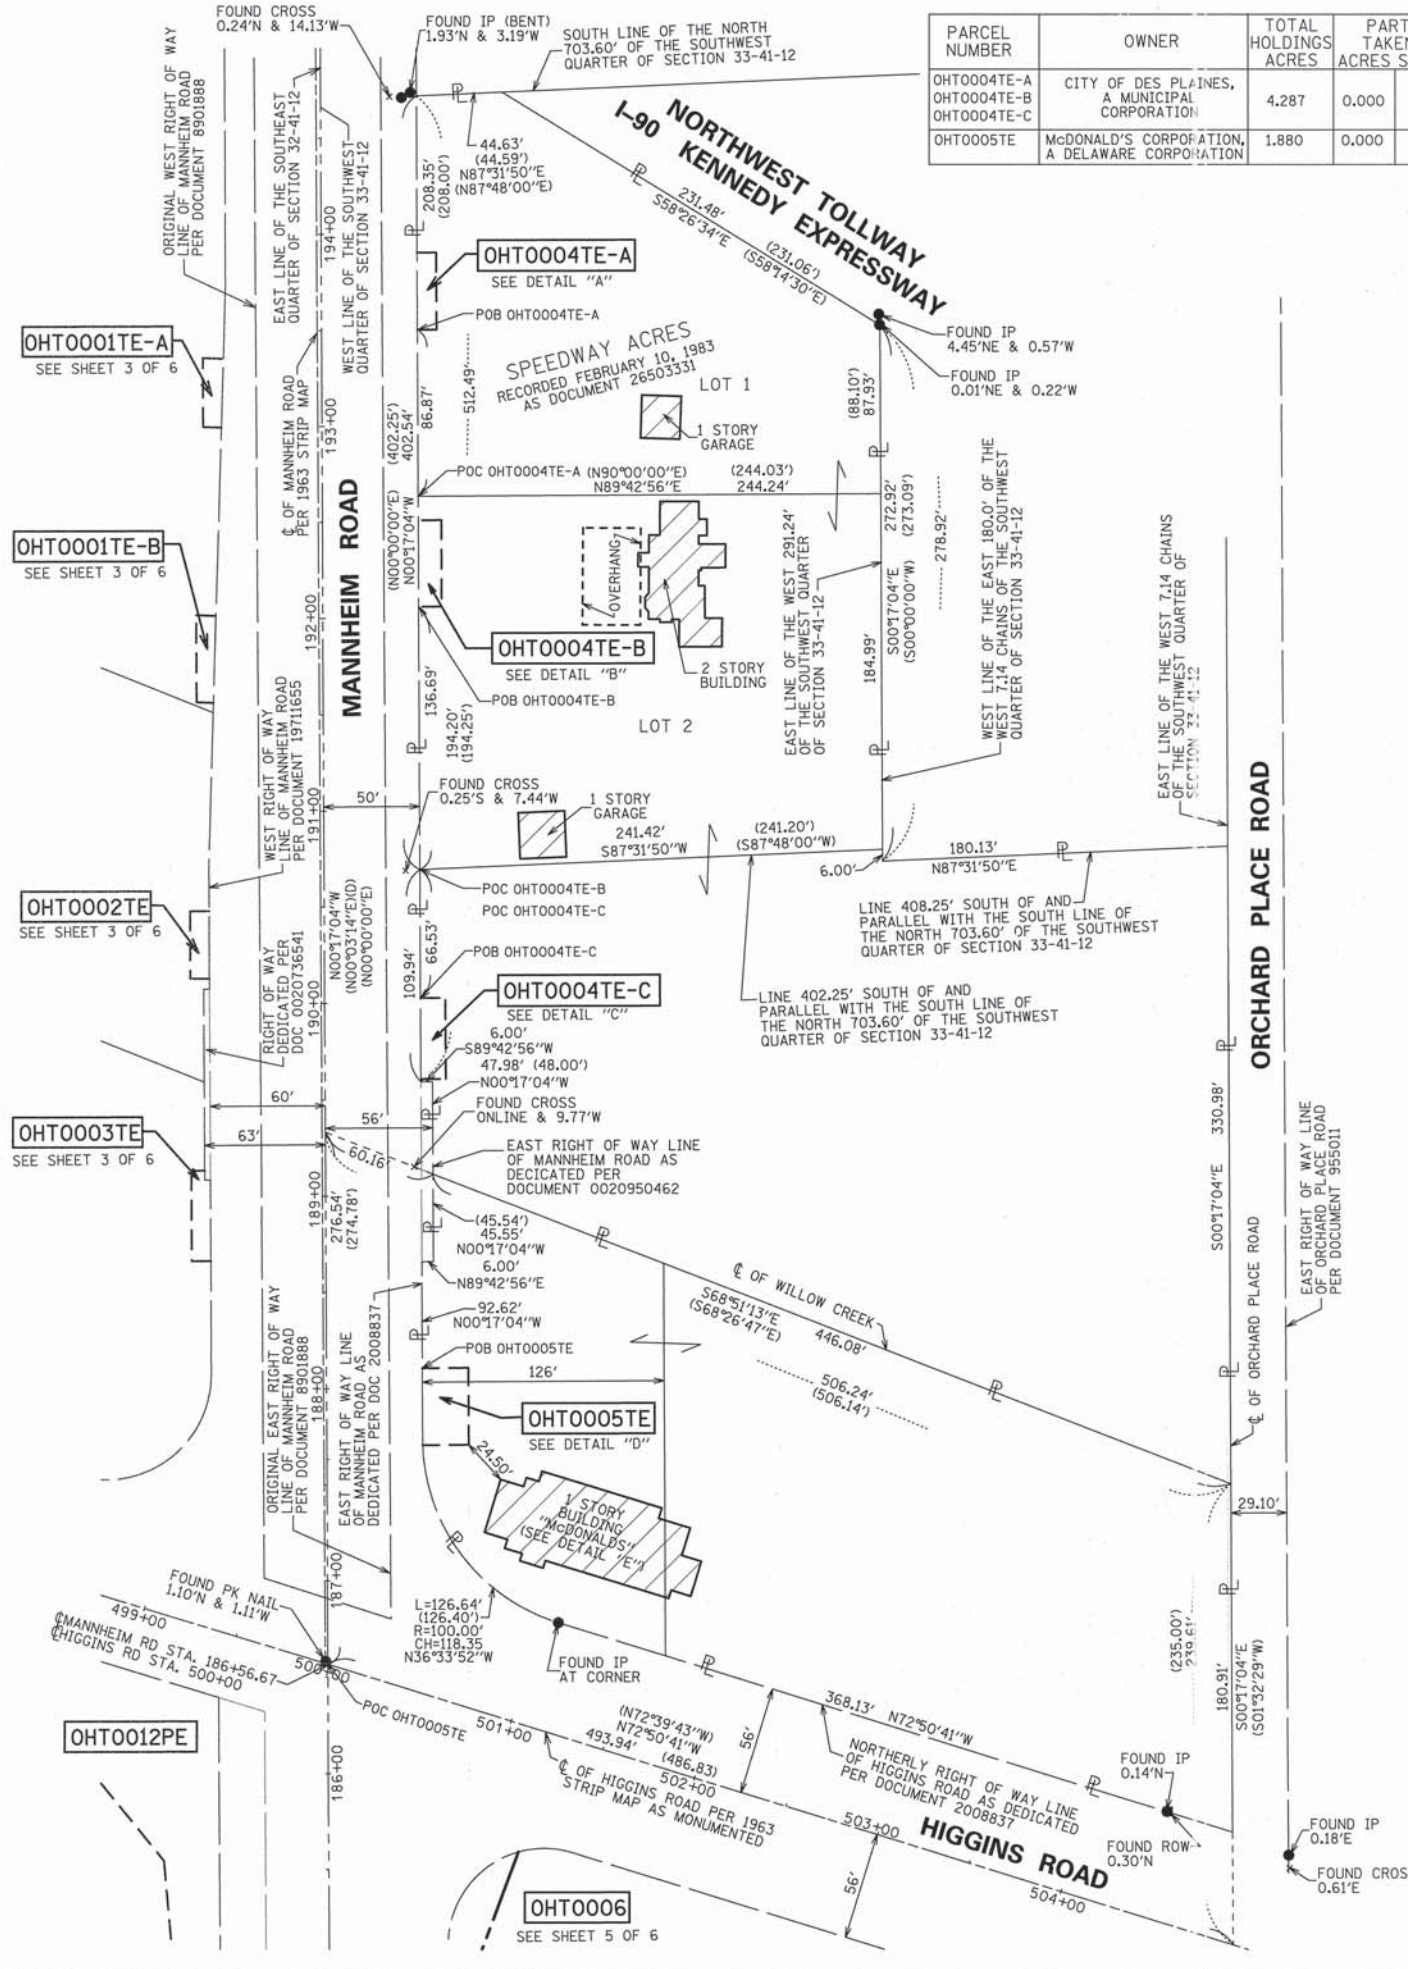 FOUND CROSS
0.24'N & 14.13'W
FOUND IP (BENT)
1.93'N & 3.19'W
SOUTH LINE OF THE NORTH
703.60' OF THE SOUTHWEST
QUARTER OF SECTION 33-41-12
PARCEL
NUMBER
OWNER
TOTAL
HOLDINGS
ACRES
PART
TAKEN
ACRES
OHT0004TE-A
OHT0004TE-B
OHT0004TE-C
CITY OF DES PLAINES,
A MUNICIPAL
CORPORATION
4.287
0.000
OHT0005TE
McDONALD'S CORPORATION,
A DELAWARE CORPORATION
1.880
0.000
ORIGINAL WEST RIGHT OF WAY
LINE OF MANNHEIM ROAD
PER DOCUMENT 8901888
EAST LINE OF THE SOUTHEAST
QUARTER OF SECTION 32-41-12
194+00
WEST LINE OF THE SOUTHWEST
QUARTER OF SECTION 33-41-12
208.35'
(208.00')
44.63'
(44.59')
N87°31'50"E
(N87°48'00"E)
I-90
NORTHWEST TOLLWAY
KENNEDY EXPRESSWAY
231.48'
S58°26'34"E
(231.06')
(S58°14'30"E)
OHT0004TE-A
SEE DETAIL "A"
POB OHT0004TE-A
FOUND IP
4.45'NE & 0.57'W
FOUND IP
0.01'NE & 0.22'W
OHT0001TE-A
SEE SHEET 3 OF 6
℄ OF MANNHEIM ROAD
PER 1963 STRIP MAP
193+00
(402.25')
402.54'
86.87'
512.49'
SPEEDWAY ACRES
RECORDED FEBRUARY 10, 1983
AS DOCUMENT 26503331
LOT 1
1 STORY
GARAGE
(88.10')
87.93'
POC OHT0004TE-A
(N90°00'00"E)
N89°42'56"E
(244.03')
244.24'
MANNHEIM ROAD
(N00°00'00"E)
N00°17'04"W
OHT0001TE-B
SEE SHEET 3 OF 6
192+00
OVERHANG
272.92'
(273.09')
278.92'
S00°17'04"E
(S00°00'00"W)
184.99'
EAST LINE OF THE WEST 291.24'
OF THE SOUTHWEST QUARTER
OF SECTION 33-41-12
WEST LINE OF THE EAST 180.0' OF THE
WEST 7.14 CHAINS OF THE SOUTHWEST
QUARTER OF SECTION 33-41-12
EAST LINE OF THE WEST 7.14 CHAINS
OF THE SOUTHWEST QUARTER OF
SECTION 33-41-12
OHT0004TE-B
SEE DETAIL "B"
2 STORY
BUILDING
POB OHT0004TE-B
136.69'
194.20'
(194.25')
LOT 2
WEST RIGHT OF WAY
LINE OF MANNHEIM ROAD
PER DOCUMENT 19711655
191+00
50'
FOUND CROSS
0.25'S & 7.44'W
1 STORY
GARAGE
241.42'
S87°31'50"W
(241.20')
(S87°48'00"W)
6.00'
180.13'
N87°31'50"E
ORCHARD PLACE ROAD
POC OHT0004TE-B
POC OHT0004TE-C
LINE 408.25' SOUTH OF AND
PARALLEL WITH THE SOUTH LINE OF
THE NORTH 703.60' OF THE SOUTHWEST
QUARTER OF SECTION 33-41-12
OHT0002TE
SEE SHEET 3 OF 6
RIGHT OF WAY
DEDICATED PER
DOC 0020736541
190+00
N00°17'04"W
(N00°03'14"E)(D)
(N00°00'00"E)
66.53'
109.94'
POB OHT0004TE-C
OHT0004TE-C
SEE DETAIL "C"
LINE 402.25' SOUTH OF AND
PARALLEL WITH THE SOUTH LINE OF
THE NORTH 703.60' OF THE SOUTHWEST
QUARTER OF SECTION 33-41-12
6.00'
S89°42'56"W
47.98' (48.00')
N00°17'04"W
FOUND CROSS
ONLINE & 9.77'W
60'
56'
63'
60.16'
OHT0003TE
SEE SHEET 3 OF 6
EAST RIGHT OF WAY LINE
OF MANNHEIM ROAD AS
DECICATED PER
DOCUMENT 0020950462
330.98'
S00°17'04"E
EAST RIGHT OF WAY LINE
OF ORCHARD PLACE ROAD
PER DOCUMENT 955011
189+00
276.54'
(274.78')
(45.54')
45.55'
N00°17'04"W
6.00'
N89°42'56"E
92.62'
N00°17'04"W
℄ OF WILLOW CREEK
S68°51'13"E
(S68°26'47"E)
446.08'
506.24'
(506.14')
℄ OF ORCHARD PLACE ROAD
ORIGINAL EAST RIGHT OF WAY
LINE OF MANNHEIM ROAD
PER DOCUMENT 8901888
188+00
EAST RIGHT OF WAY LINE
OF MANNHEIM ROAD AS
DEDICATED PER DOC 2008837
POB OHT0005TE
126'
OHT0005TE
SEE DETAIL "D"
24.50'
1 STORY
BUILDING
"McDONALDS"
(SEE DETAIL "E")
29.10'
187+00
FOUND PK NAIL
1.10'N & 1.11'W
499+00
℄MANNHEIM RD STA. 186+56.67
℄HIGGINS RD STA. 500+00
500+00
L=126.64'
(126.40')
R=100.00'
CH=118.35
N36°33'52"W
FOUND IP
AT CORNER
(235.00')
239.61'
180.91'
S00°17'04"E
(S01°32'29"W)
POC OHT0005TE
OHT0012PE
186+00
501+00
(N72°39'43"W)
N72°50'41"W
493.94'
(486.83)
502+00
℄ OF HIGGINS ROAD PER 1963
STRIP MAP AS MONUMENTED
56'
368.13' N72°50'41"W
NORTHERLY RIGHT OF WAY LINE
OF HIGGINS ROAD AS DEDICATED
PER DOCUMENT 2008837
FOUND IP
0.14'N
FOUND ROW
0.30'N
503+00
HIGGINS ROAD
504+00
56'
FOUND IP
0.18'E
FOUND CROS
0.61'E
OHT0006
SEE SHEET 5 OF 6